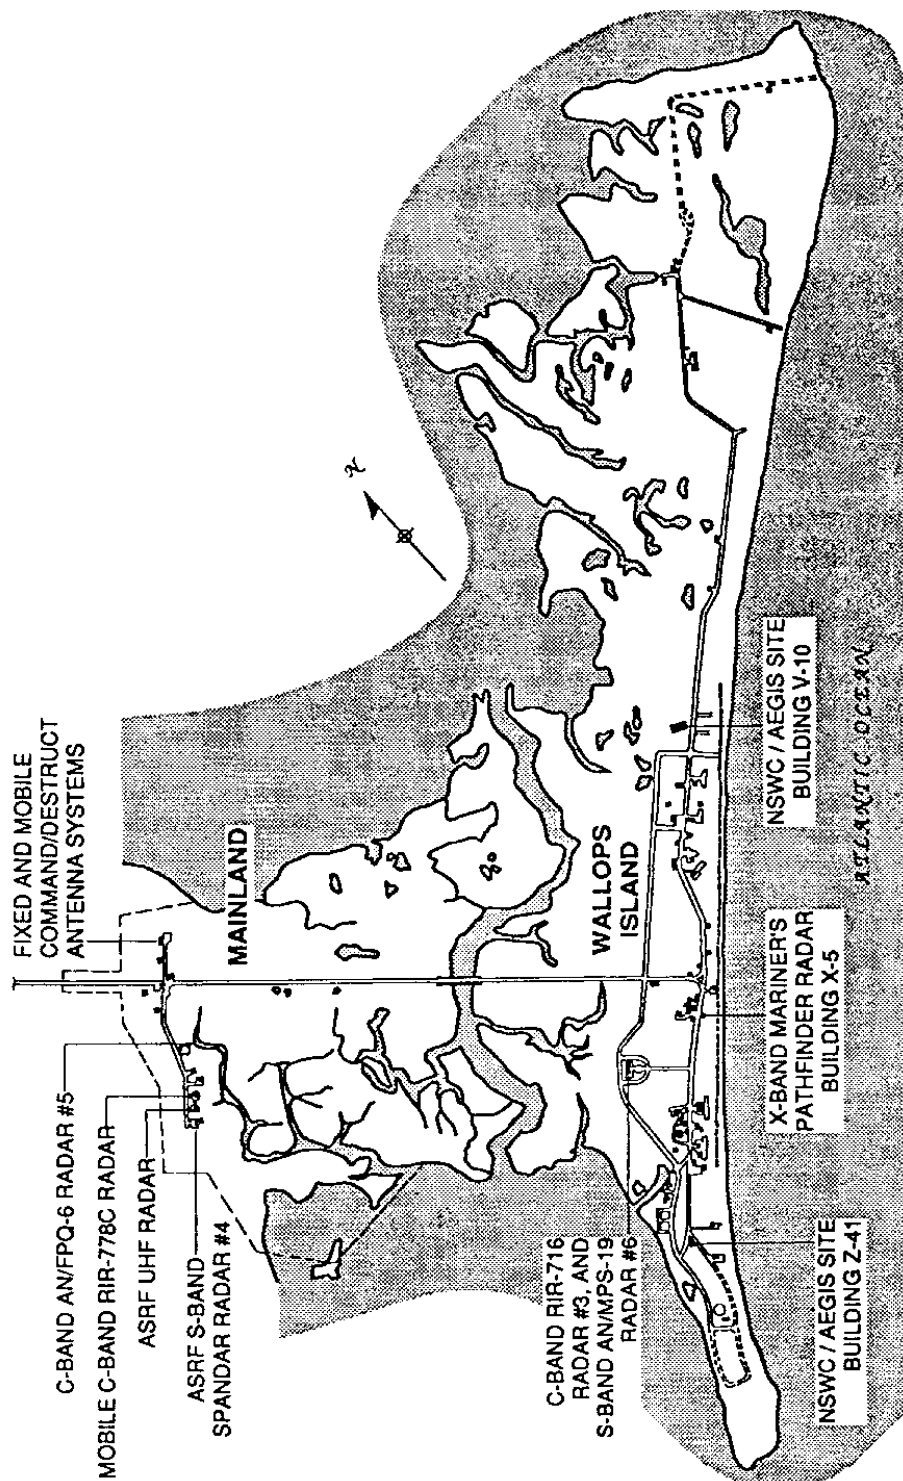 C-BAND AN/FPQ-6 RADAR #5
MOBILE C-BAND RIR-778C RADAR
ASRF UHF RADAR
ASRF S-BAND
SPANDAR RADAR #4
FIXED AND MOBILE
COMMAND/DESTRUCT
ANTENNA SYSTEMS
MAINLAND
N
WALLOPS
ISLAND
C-BAND RIR-716
RADAR #3, AND
S-BAND AN/MPS-19
RADAR #6
NSWC / AEGIS SITE
BUILDING Z-41
X-BAND MARINER'S
PATHFINDER RADAR
BUILDING X-5
NSWC / AEGIS SITE
BUILDING V-10
ATLANTIC OCEAN